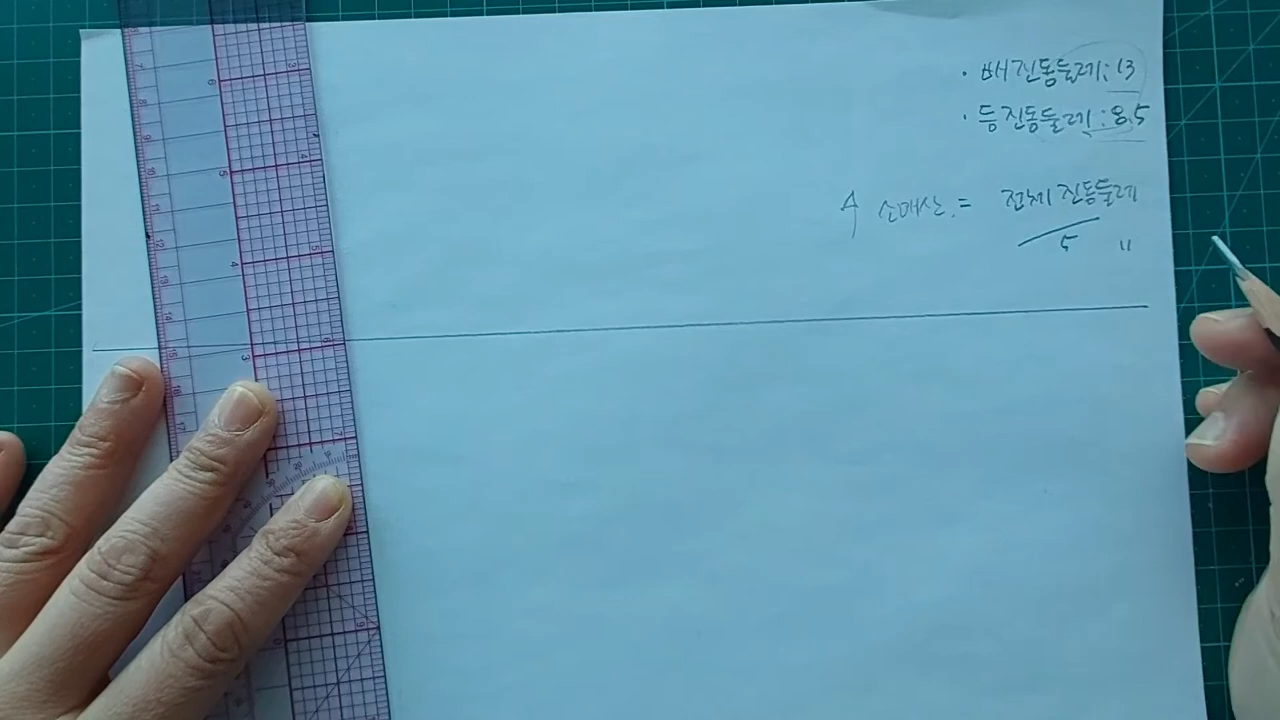 · 배진동둘레: 13
· 등진동둘레: 8.5
소매산 = 전체 진동둘레
5 "